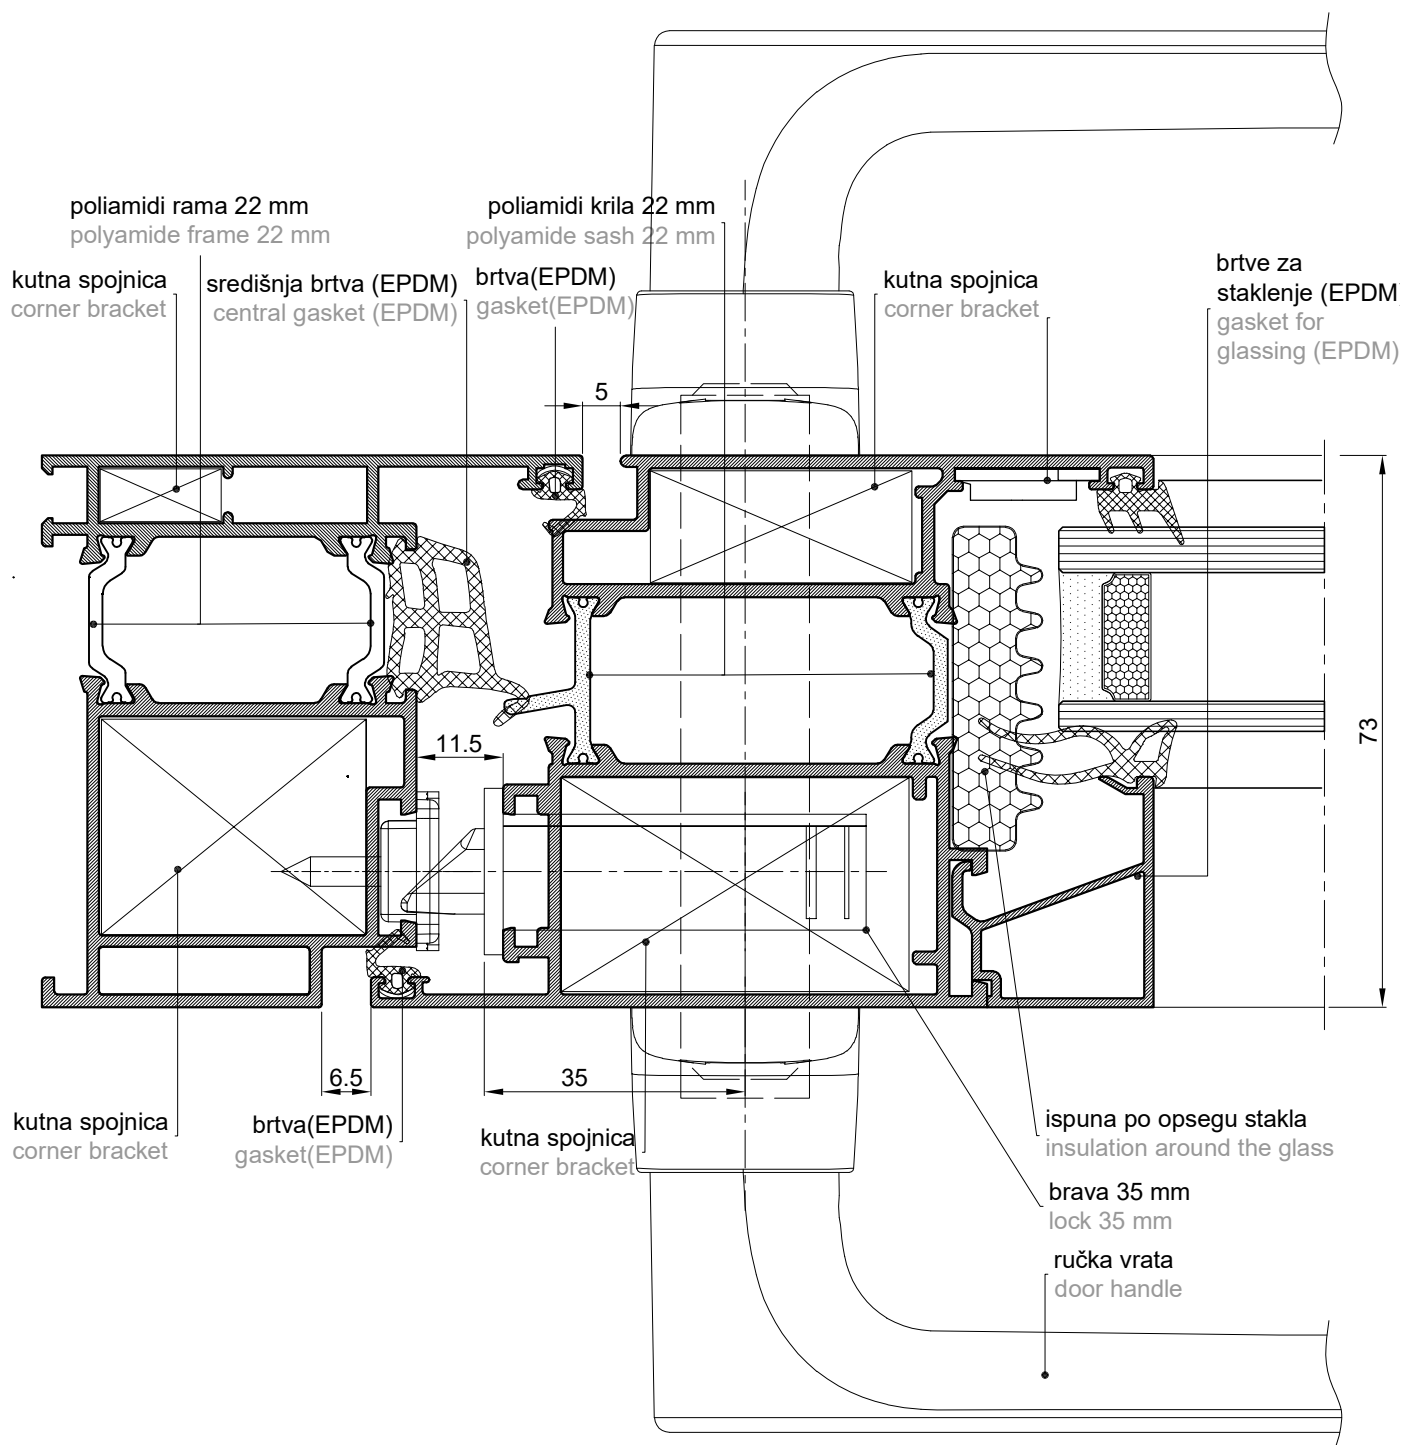 poliamidi rama 22 mm
polyamide frame 22 mm
poliamidi krila 22 mm
polyamide sash 22 mm
kutna spojnica
corner bracket
središnja brtva (EPDM)
central gasket (EPDM)
brtva(EPDM)
gasket(EPDM)
kutna spojnica
corner bracket
brtve za
staklenje (EPDM
gasket for
glassing (EPDM)
5
11.5
73
6.5
35
kutna spojnica
corner bracket
brtva(EPDM)
gasket(EPDM)
kutna spojnica
corner bracket
ispuna po opsegu stakla
insulation around the glass
brava 35 mm
lock 35 mm
ručka vrata
door handle